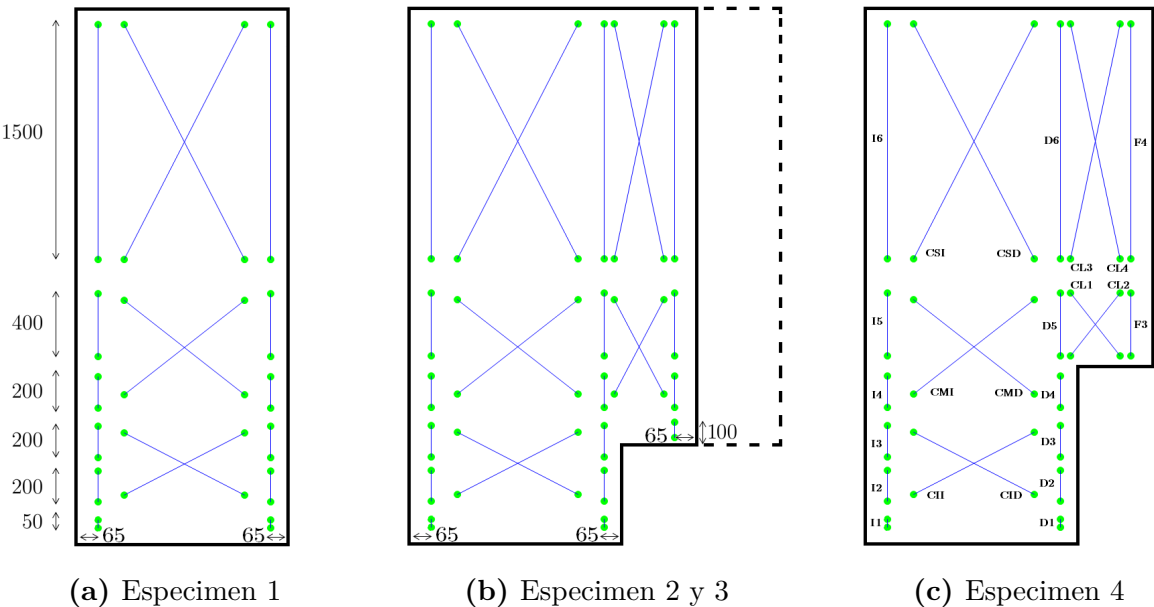 1500
400
200
200
200
50
65
65
65
65
65
100
I6
D6
F4
CSI
CSD
CL3
CL4
CL1
CL2
I5
D5
F3
I4
CMI
CMD
D4
I3
D3
I2
CII
CID
D2
I1
D1
(a) Especimen 1
(b) Especimen 2 y 3
(c) Especimen 4